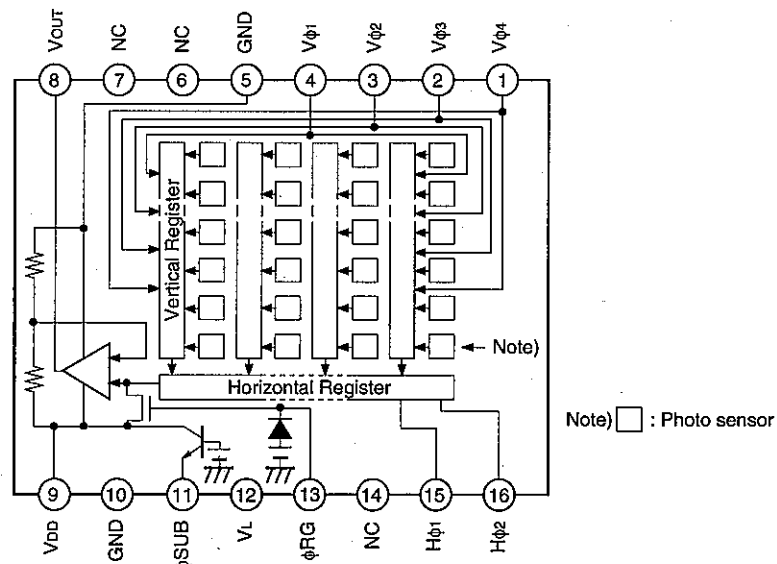 VOUT NC NC GND Vϕ1 Vϕ2 Vϕ3 Vϕ4
8 7 6 5 4 3 2 1
Vertical Register
Note)
Horizontal Register
Note) : Photo sensor
9 10 11 12 13 14 15 16
VDD GND ϕSUB VL ϕRG NC Hϕ1 Hϕ2